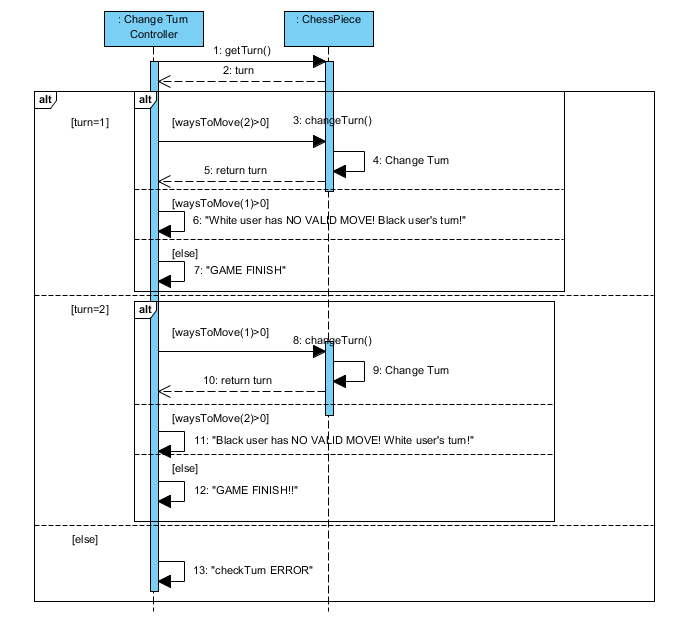 : Change Turn
Controller
: ChessPiece
1: getTurn()
2: turn
alt
alt
[turn=1]
[waysToMove(2)>0]
3: changeTurn()
4: Change Turn
5: return turn
[waysToMove(1)>0]
6: "White user has NO VALID MOVE! Black user's turn!"
[else]
7: "GAME FINISH"
[turn=2]
alt
[waysToMove(1)>0]
8: changeTurn()
9: Change Turn
10: return turn
[waysToMove(2)>0]
11: "Black user has NO VALID MOVE! White user's turn!"
[else]
12: "GAME FINISH!!"
[else]
13: "checkTurn ERROR"